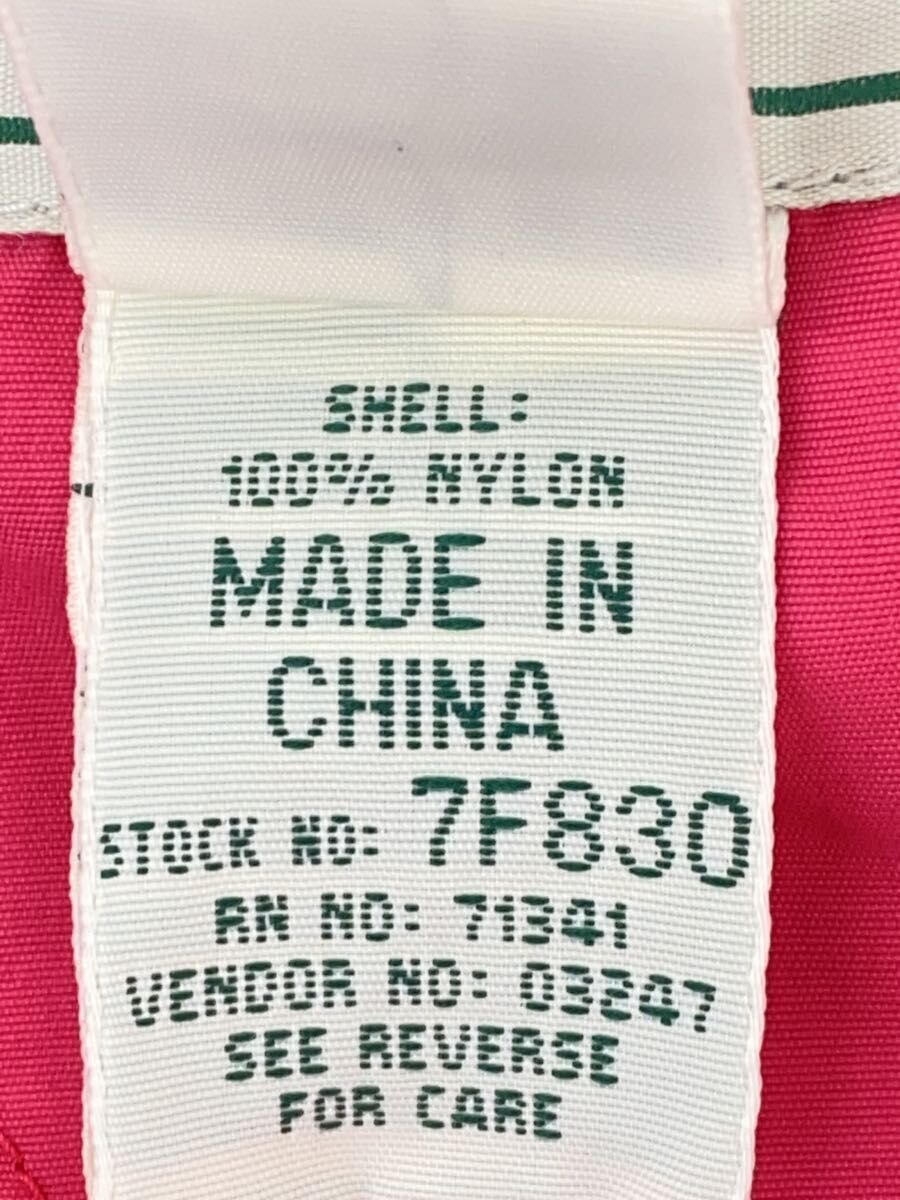 SHELL:
100% NYLON
MADE IN
CHINA
STOCK NO: 7F830
RN NO: 71341
VENDOR NO: 03247
SEE REVERSE
FOR CARE